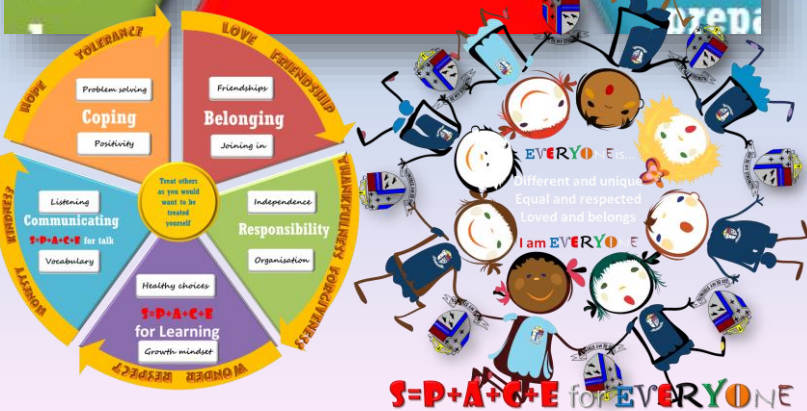 prepa
HOPE TOLERANCE
LOVE FRIENDSHIP
THANKFULNESS FORGIVENESS
WONDER RESPECT
HONESTY KINDNESS?
Problem solving
Coping
Positivity
Friendships
Belonging
Joining in
Listening
Communicating
S=P+A+C+E for talk
Vocabulary
Treat others
as you would
want to be
treated
yourself
Independence
Responsibility
Organisation
Healthy choices
S=P+A+C+E
for Learning
Growth mindset
EVERYONE is...
Different and unique
Equal and respected
Loved and belongs
I am EVERYONE
S=P+A+C+E for EVERYONE